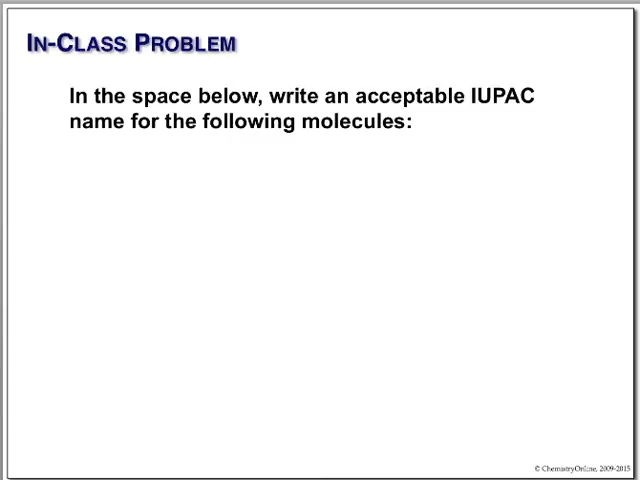 IN-CLASS PROBLEM
In the space below, write an acceptable IUPAC
name for the following molecules:
© ChemistryOnline, 2009-2015